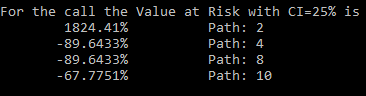 For the call the Value at Risk with CI=25% is
1824.41% Path: 2
-89.6433% Path: 4
-89.6433% Path: 8
-67.7751% Path: 10